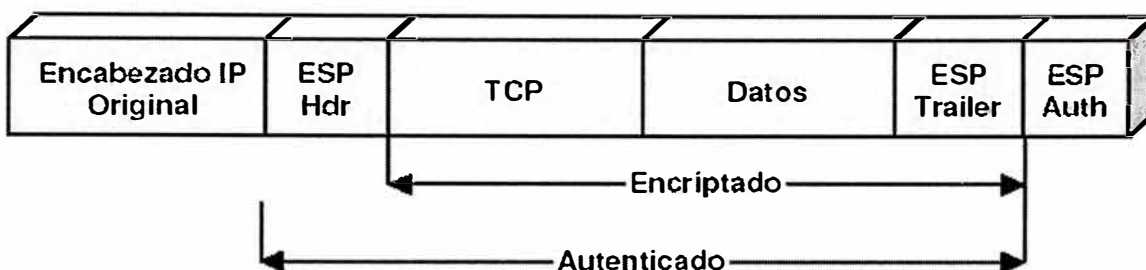 Encabezado IP
Original
ESP
Hdr
TCP
Datos
ESP
Trailer
ESP
Auth
Encriptado
Autenticado